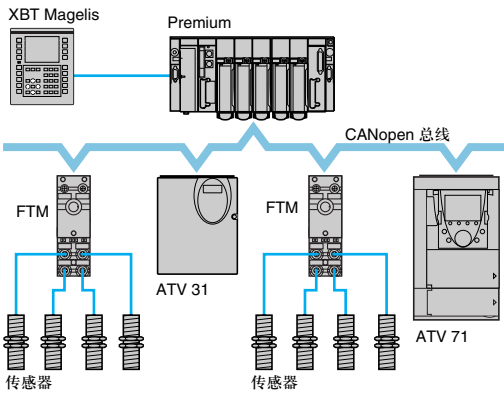 XBT Magelis
Premium
CANopen 总线
FTM
FTM
ATV 31
ATV 71
传感器
传感器